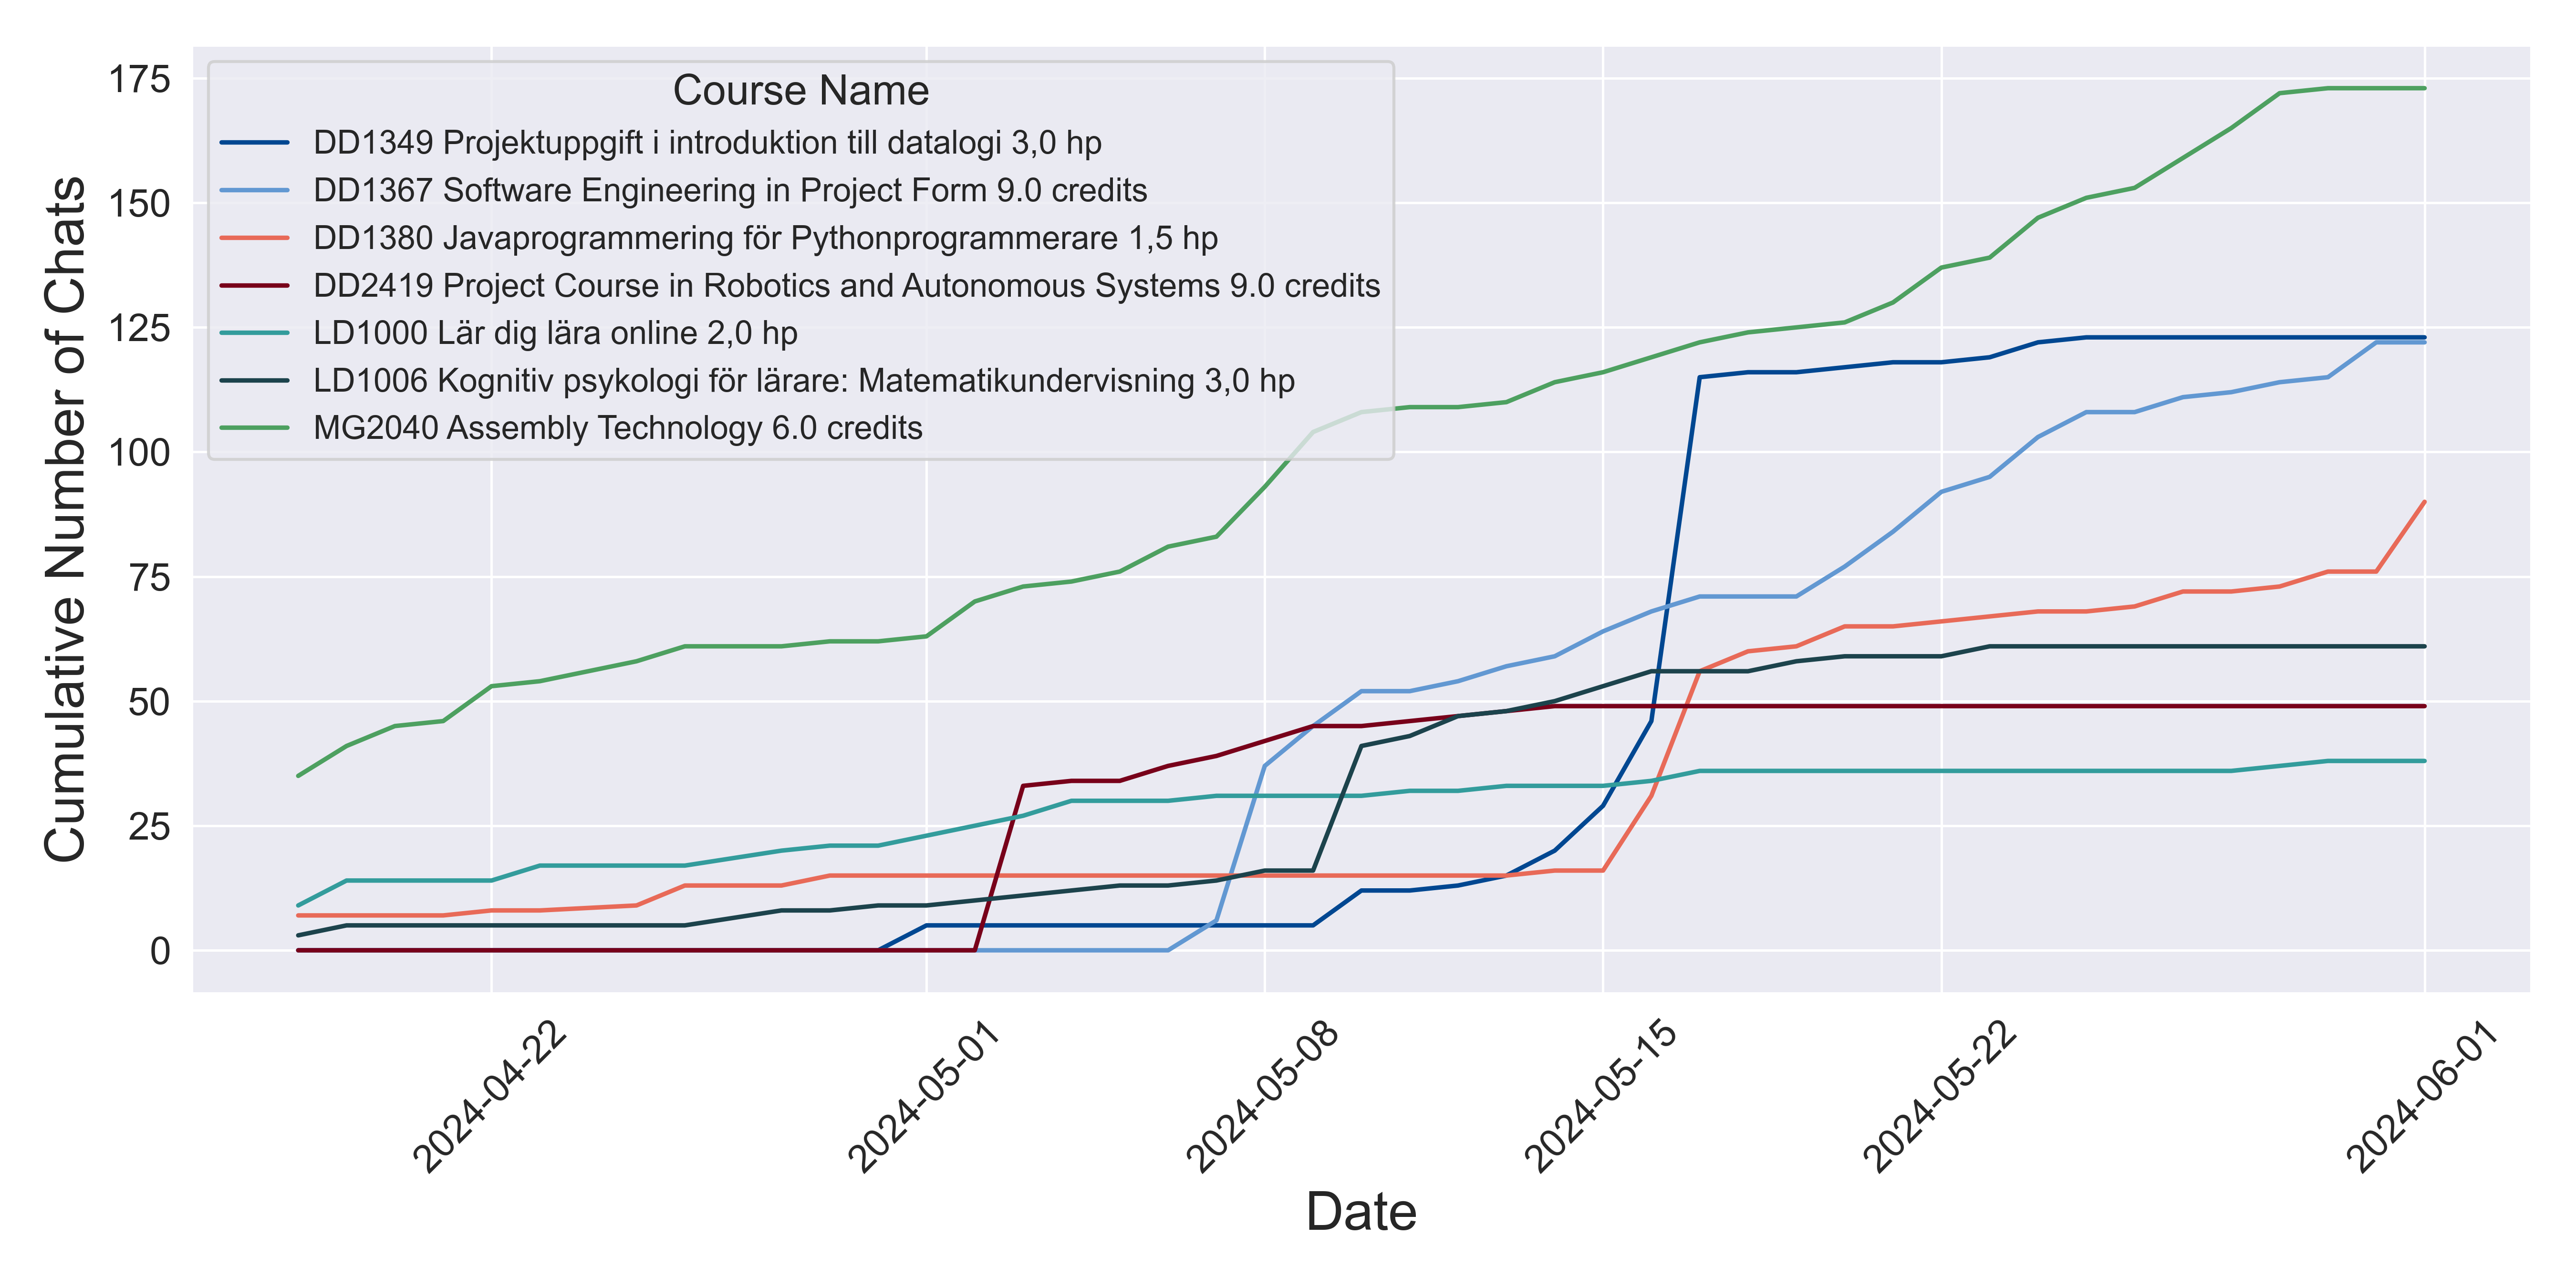 Course Name
DD1349 Projektuppgift i introduktion till datalogi 3,0 hp
DD1367 Software Engineering in Project Form 9.0 credits
DD1380 Javaprogrammering för Pythonprogrammerare 1,5 hp
DD2419 Project Course in Robotics and Autonomous Systems 9.0 credits
LD1000 Lär dig lära online 2,0 hp
LD1006 Kognitiv psykologi för lärare: Matematikundervisning 3,0 hp
MG2040 Assembly Technology 6.0 credits
Cumulative Number of Chats
175
150
125
100
75
50
25
0
2024-04-22
2024-05-01
2024-05-08
2024-05-15
2024-05-22
2024-06-01
Date